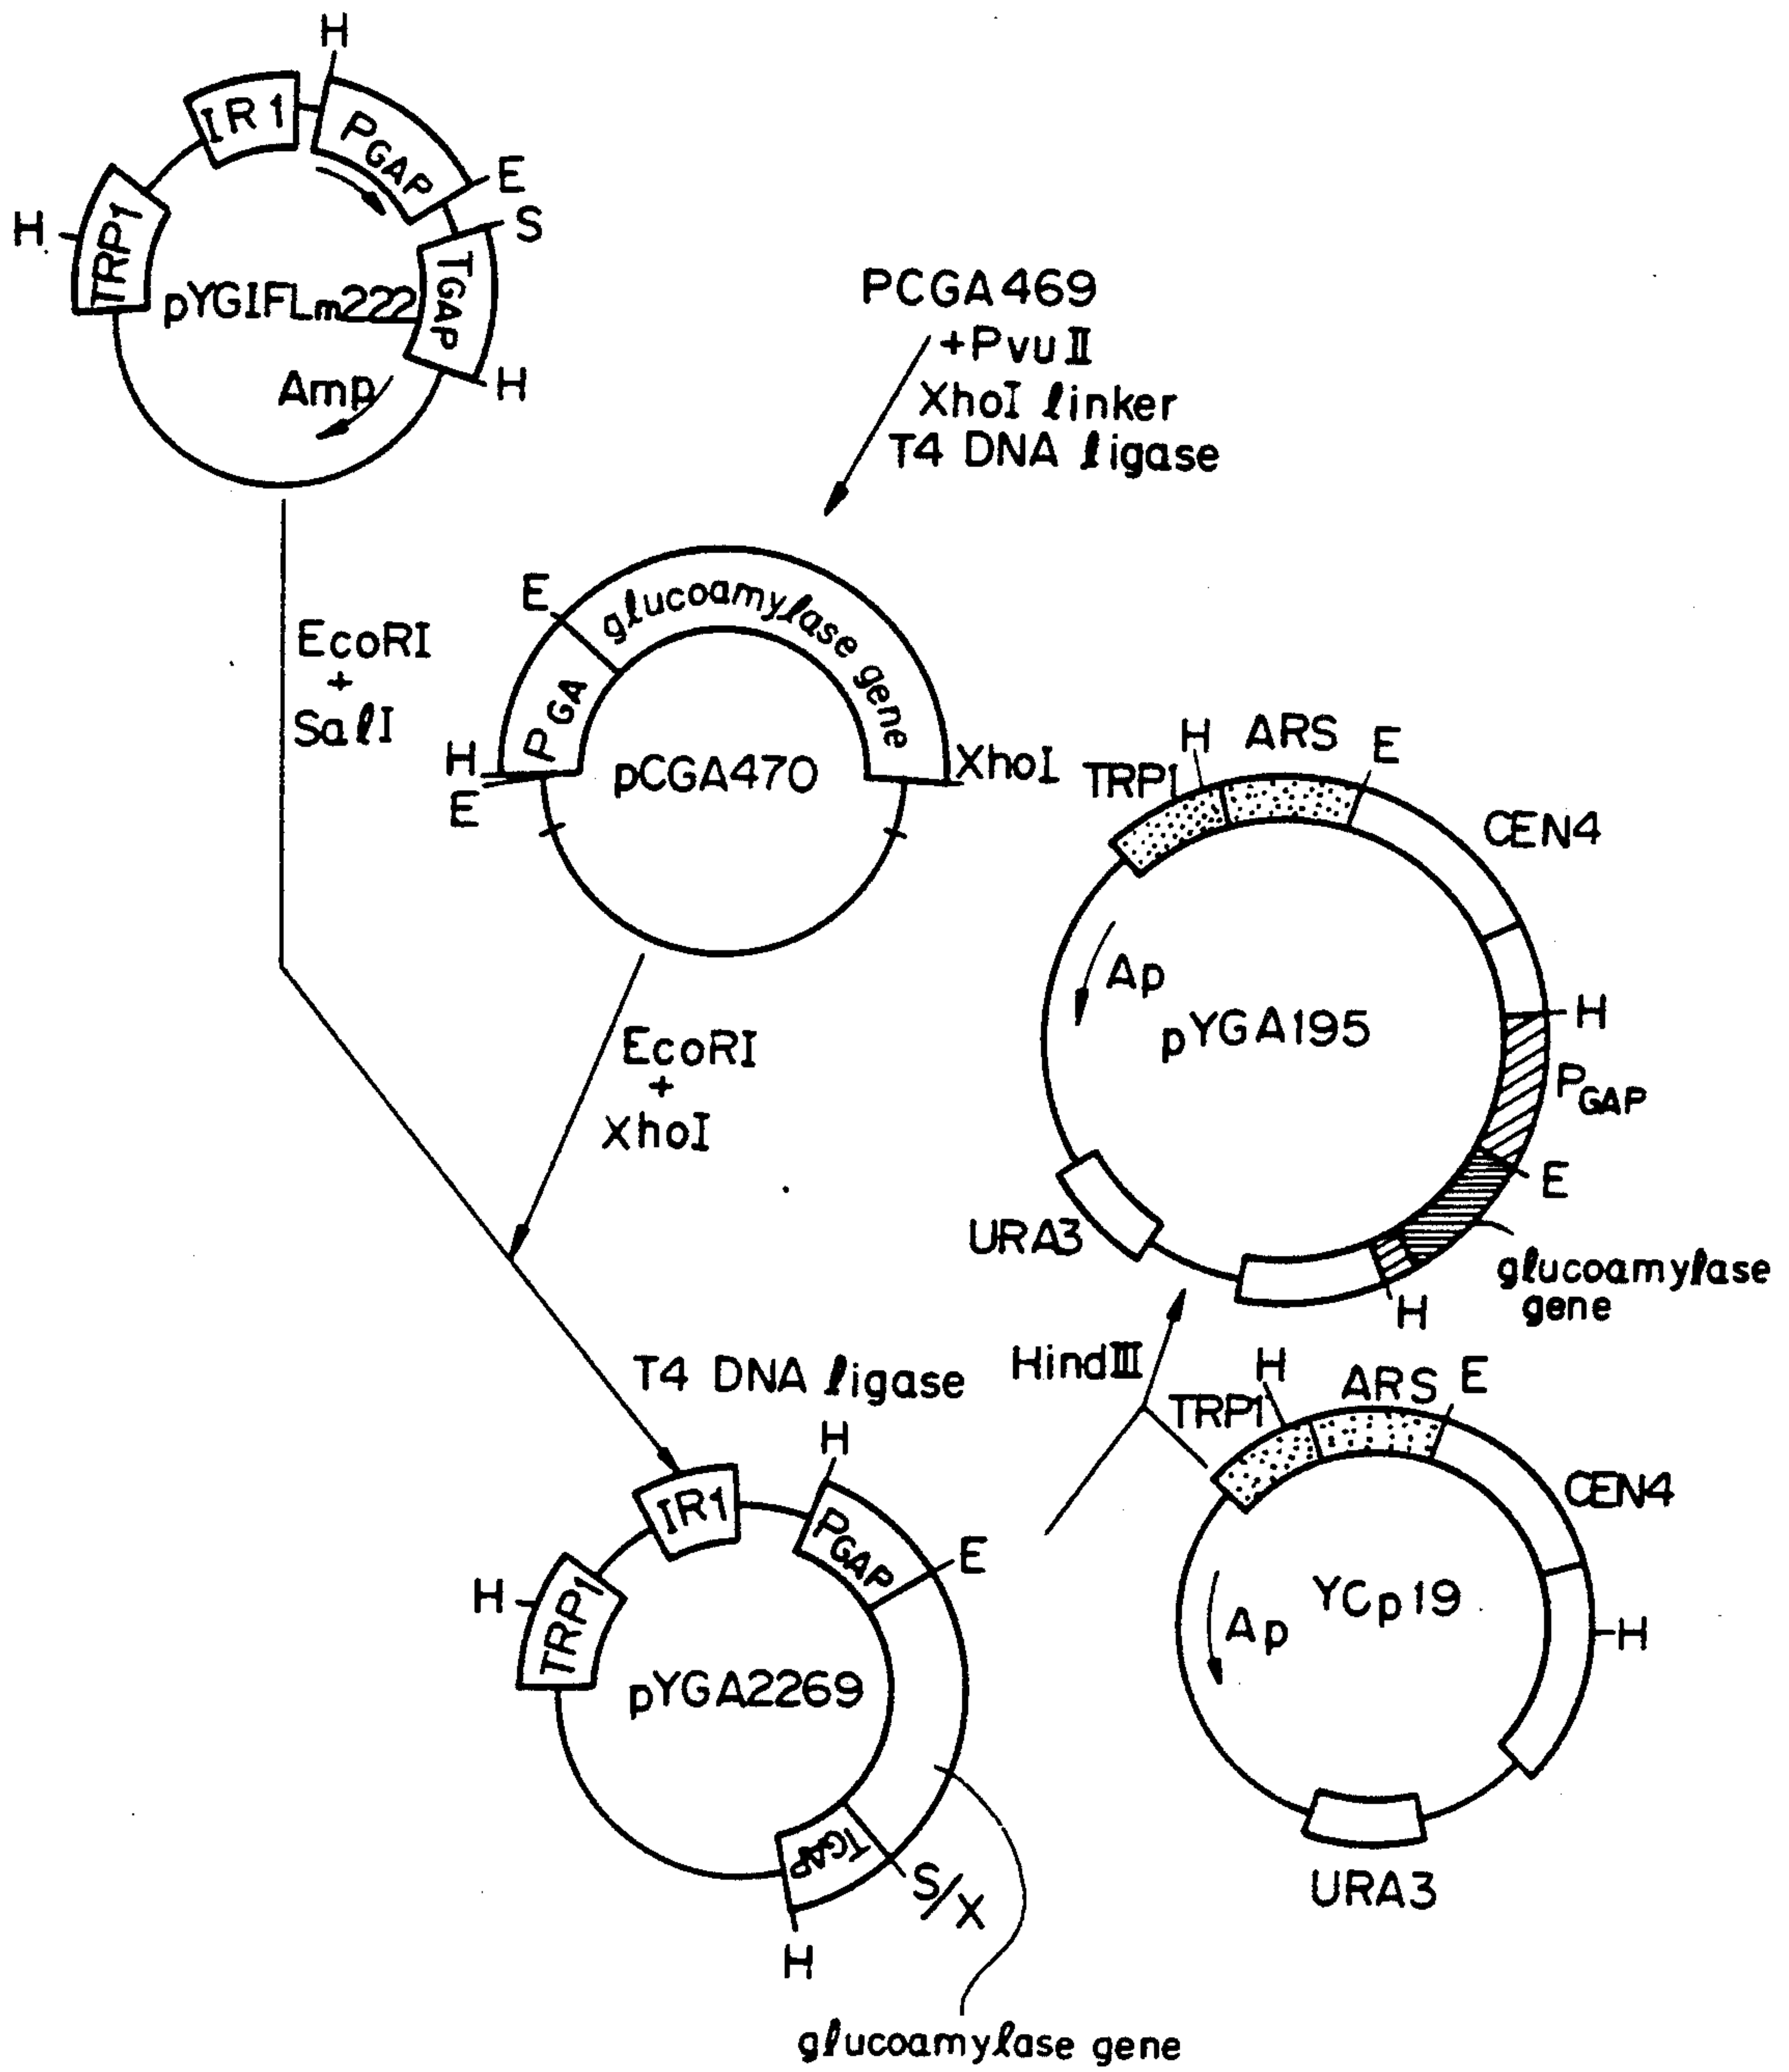 H
IR1
PGAP
E
S
H
TRP1
pYGIFLm222
TGAP
Amp
H
PCGA469
+PvuII
XhoI linker
T4 DNA ligase
EcoRI
+
SalI
E
glucoamylase gene
PGA
H
E
pCGA470
XhoI
EcoRI
+
XhoI
H
ARS
E
TRP1
CEN4
Ap
pYGA195
H
PGAP
E
URA3
glucoamylase
gene
H
T4 DNA ligase
HindIII
H
ARS
E
TRP1
CEN4
YCp19
Ap
H
URA3
H
IR1
PGAP
E
H
TRP1
pYGA2269
TGAP
S/X
H
glucoamylase gene